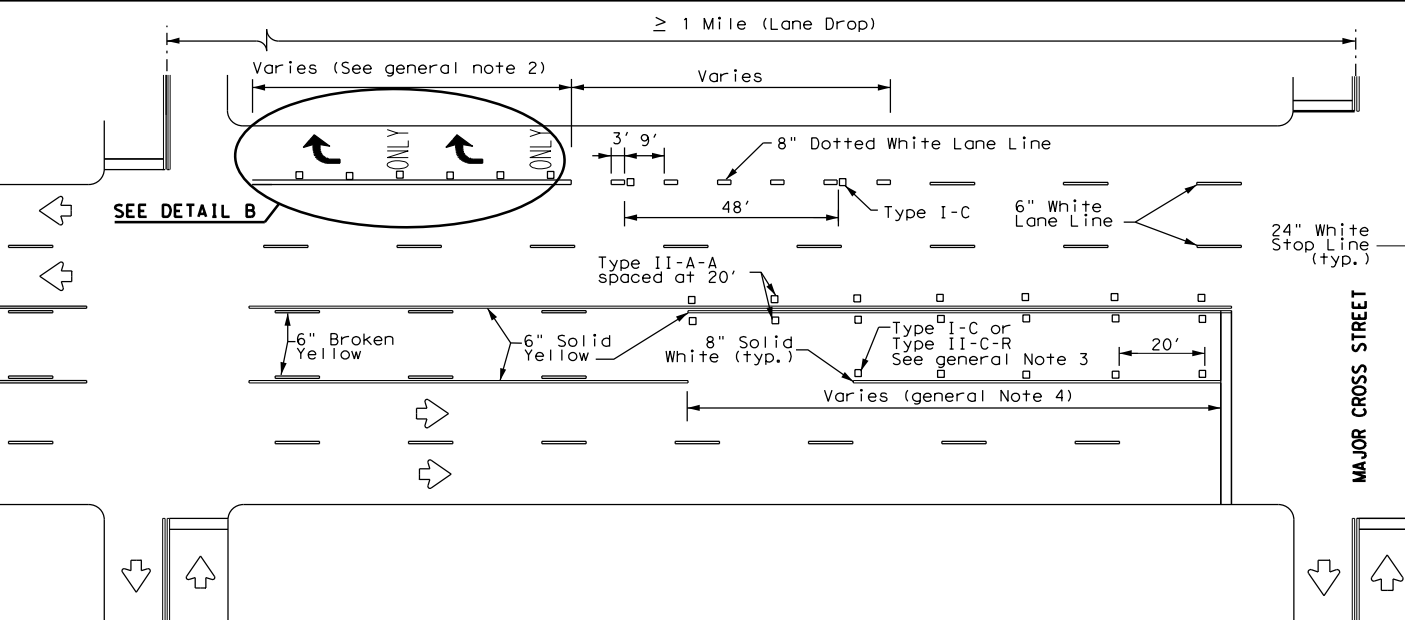 ≥ 1 Mile (Lane Drop)
Varies (See general note 2)
Varies
ONLY
ONLY
3' 9'
8" Dotted White Lane Line
SEE DETAIL B
48'
Type I-C
6" White
Lane Line
24" White
Stop Line
(typ.)
Type II-A-A
spaced at 20'
6" Broken
Yellow
6" Solid
Yellow
8" Solid
White (typ.)
Type I-C or
Type II-C-R
See general Note 3
20'
Varies (general Note 4)
MAJOR CROSS STREET